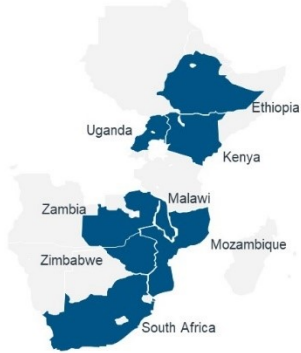 Ethiopia
Uganda
Kenya
Malawi
Zambia
Mozambique
Zimbabwe
South Africa